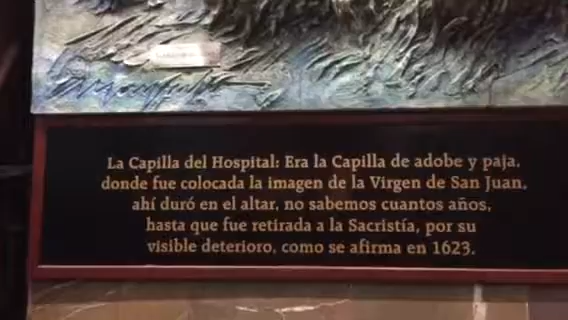 La Capilla del Hospital: Era la Capilla de adobe y paja,
donde fue colocada la imagen de la Virgen de San Juan,
ahí duró en el altar, no sabemos cuantos años,
hasta que fue retirada a la Sacristía, por su
visible deterioro, como se afirma en 1623.